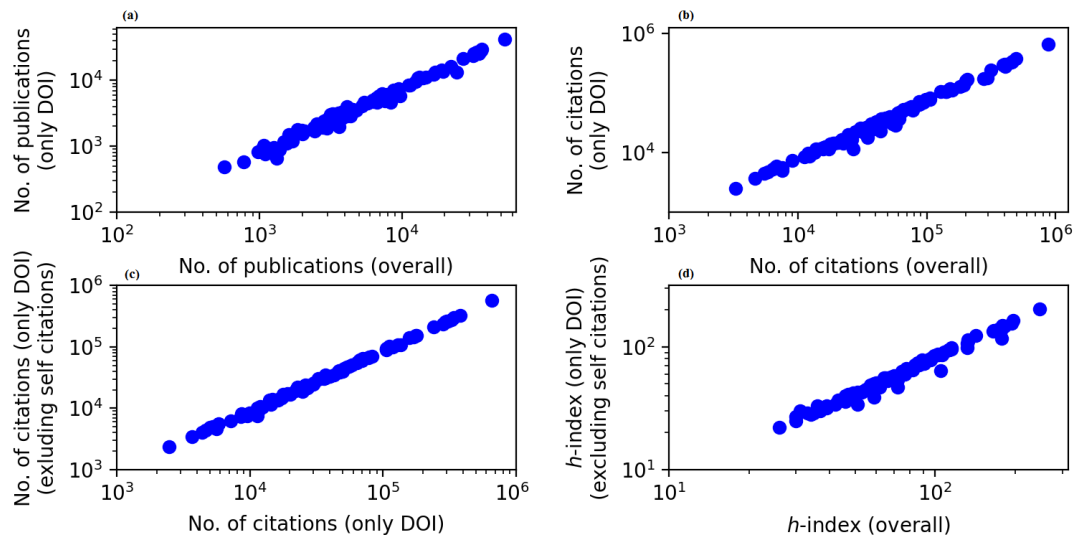 (a)
No. of publications
(only DOI)
10^4
10^3
10^2
10^2 10^3 10^4
No. of publications (overall)
(b)
No. of citations
(only DOI)
10^6
10^4
10^3 10^4 10^5 10^6
No. of citations (overall)
(c)
No. of citations (only DOI)
(exluding self citations)
10^6
10^5
10^4
10^3
10^3 10^4 10^5 10^6
No. of citations (only DOI)
(d)
h-index (only DOI)
(excluding self citations)
10^2
10^1
10^1 10^2
h-index (overall)